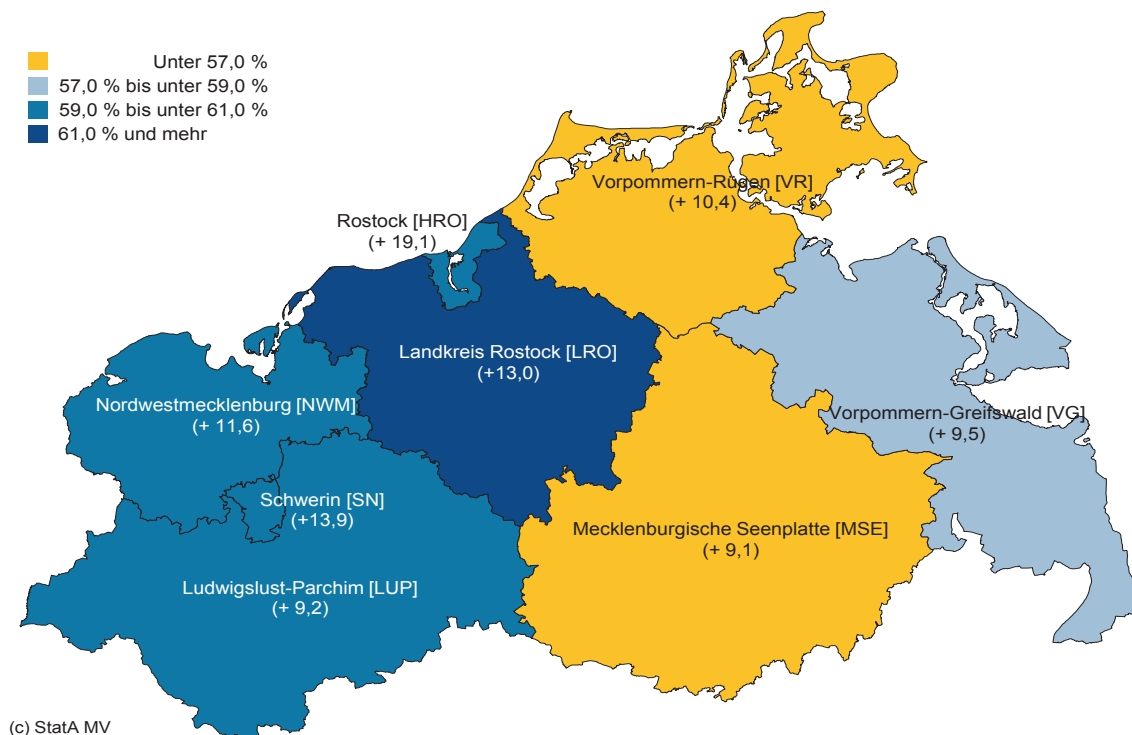 Unter 57,0 %
57,0 % bis unter 59,0 %
59,0 % bis unter 61,0 %
61,0 % und mehr
Vorpommern-Rügen [VR]
(+ 10,4)
Rostock [HRO]
(+ 19,1)
Landkreis Rostock [LRO]
(+13,0)
Nordwestmecklenburg [NWM]
(+ 11,6)
Vorpommern-Greifswald [VG]
(+ 9,5)
Schwerin [SN]
(+13,9)
Mecklenburgische Seenplatte [MSE]
(+ 9,1)
Ludwigslust-Parchim [LUP]
(+ 9,2)
(c) StatA MV